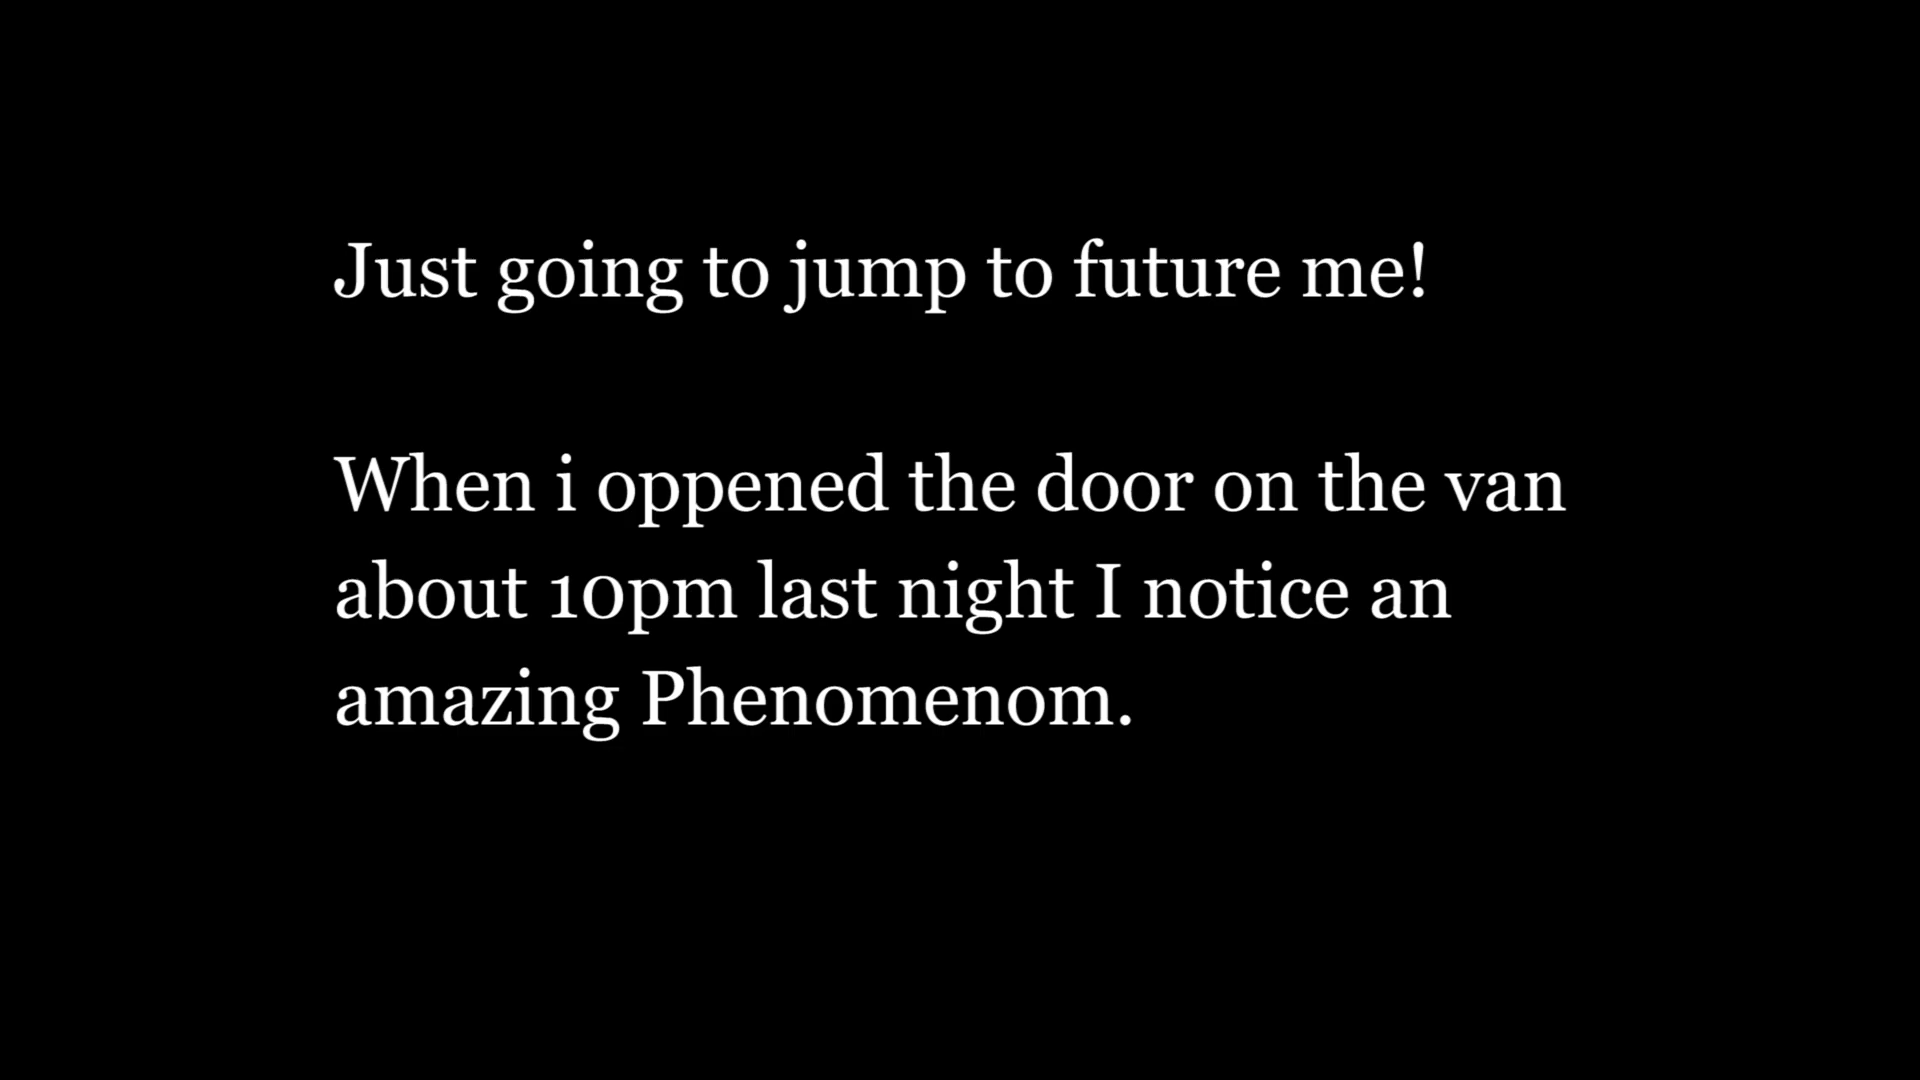 Just going to jump to future me!
When i oppened the door on the van
about 10pm last night I notice an
amazing Phenomenom.